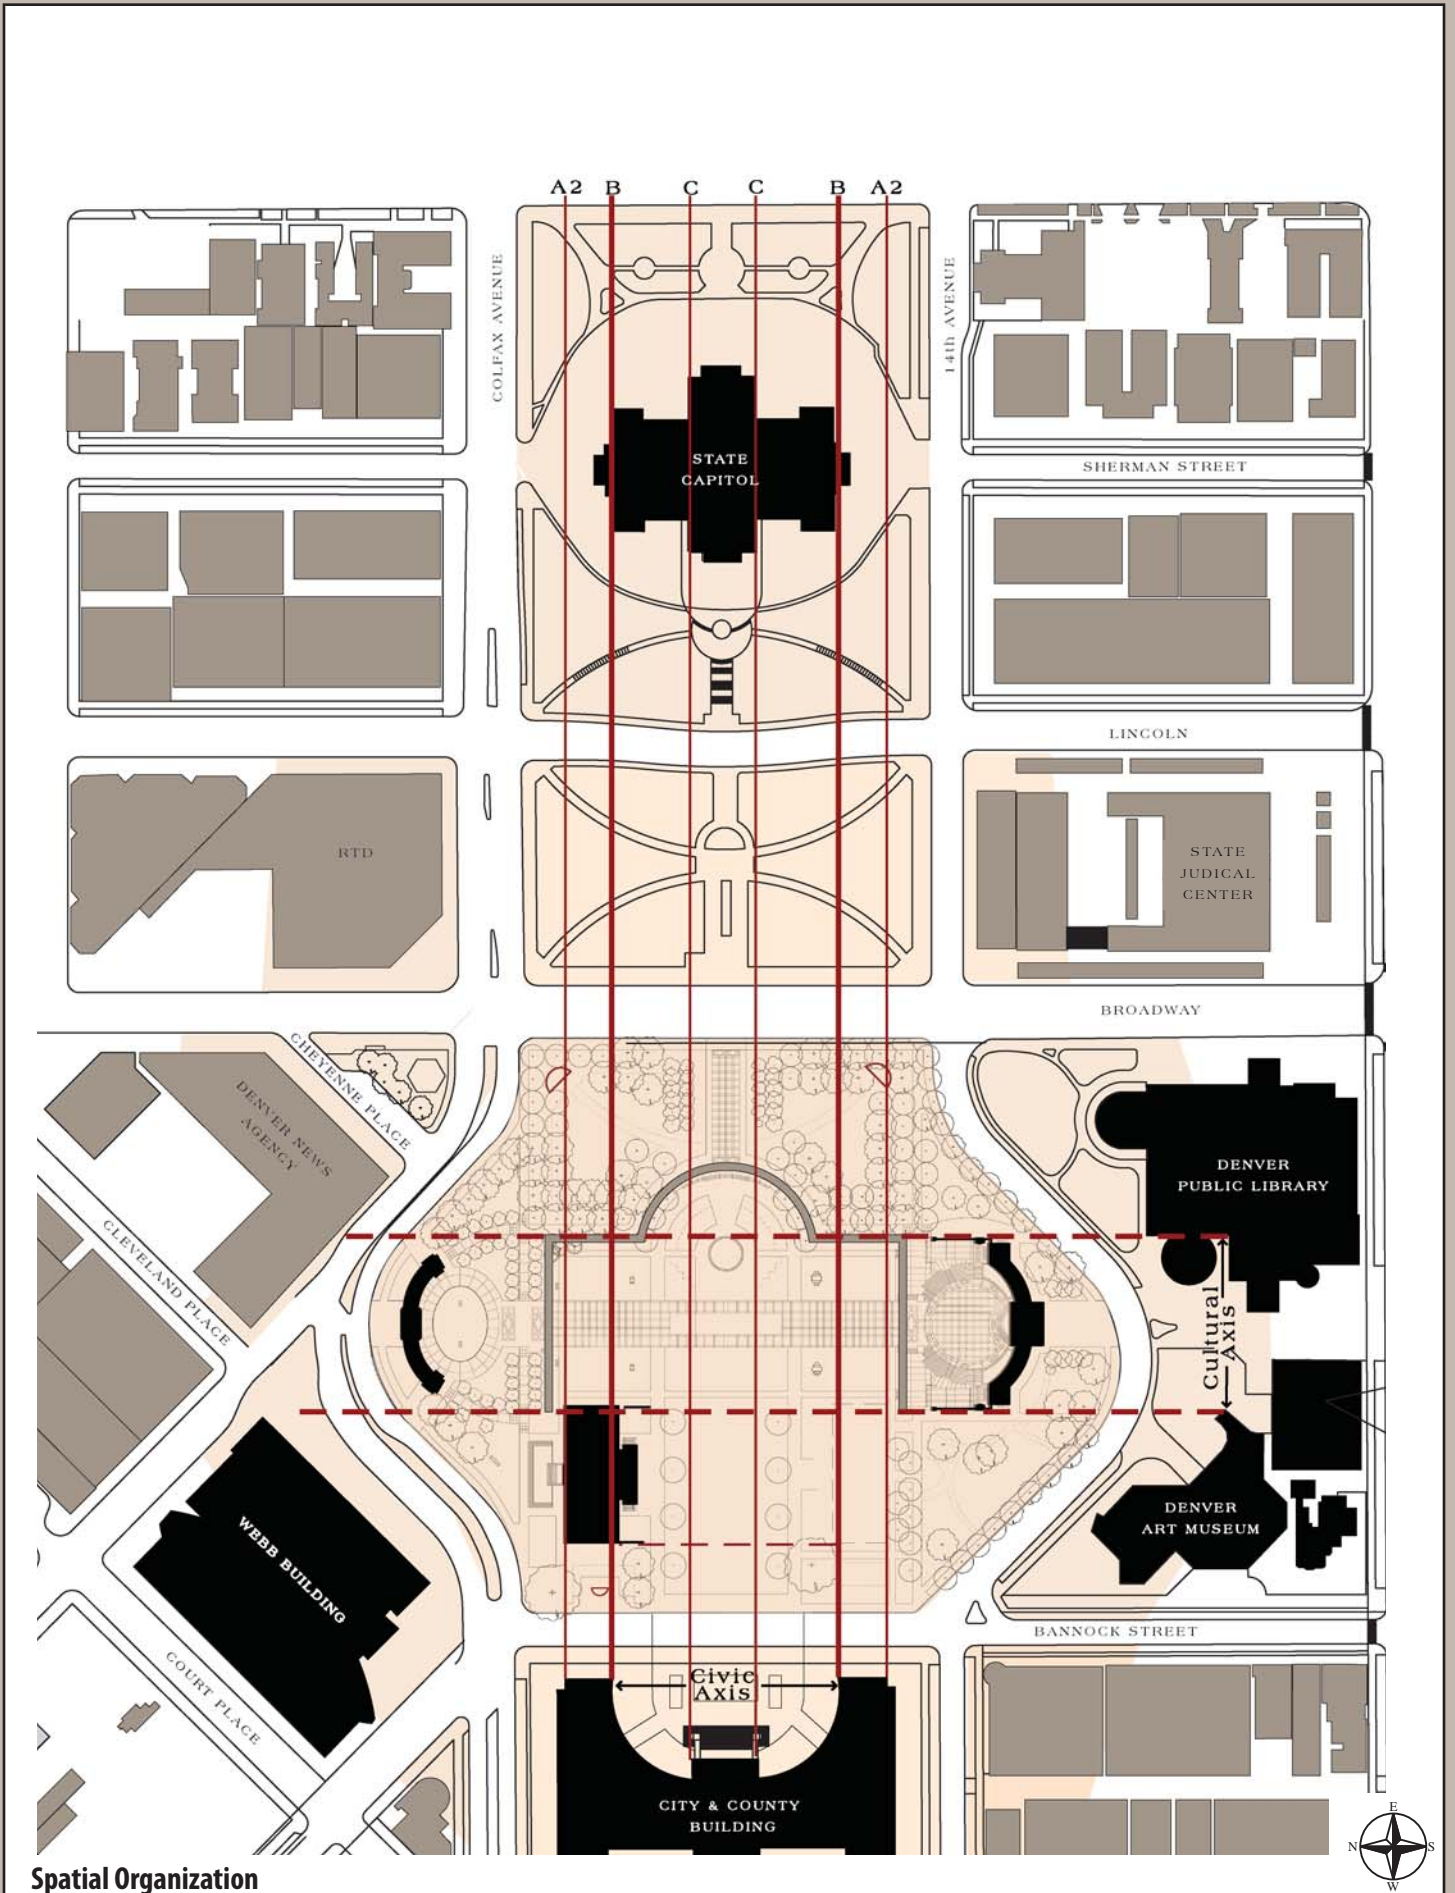 A2 B C C B A2
COLFAX AVENUE
14th AVENUE
STATE
CAPITOL
SHERMAN STREET
LINCOLN
RTD
STATE
JUDICAL
CENTER
BROADWAY
CHEYENNE PLACE
DENVER NEWS
AGENCY
DENVER
PUBLIC LIBRARY
CLEVELAND PLACE
Cultural
Axis
DENVER
ART MUSEUM
WEBB BUILDING
BANNOCK STREET
COURT PLACE
Civic
Axis
CITY & COUNTY
BUILDING
E
N S
W
Spatial Organization